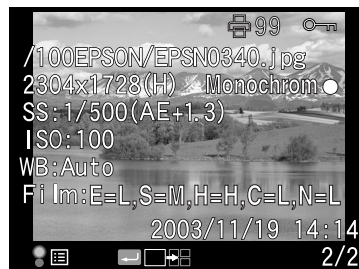 99
/100EPSON/EPSN0340.jpg
2304x1728(H) Monochrom
SS:1/500(AE+1.3)
ISO:100
WB:Auto
Film:E=L,S=M,H=H,C=L,N=L
2003/11/19 14:14
2/2